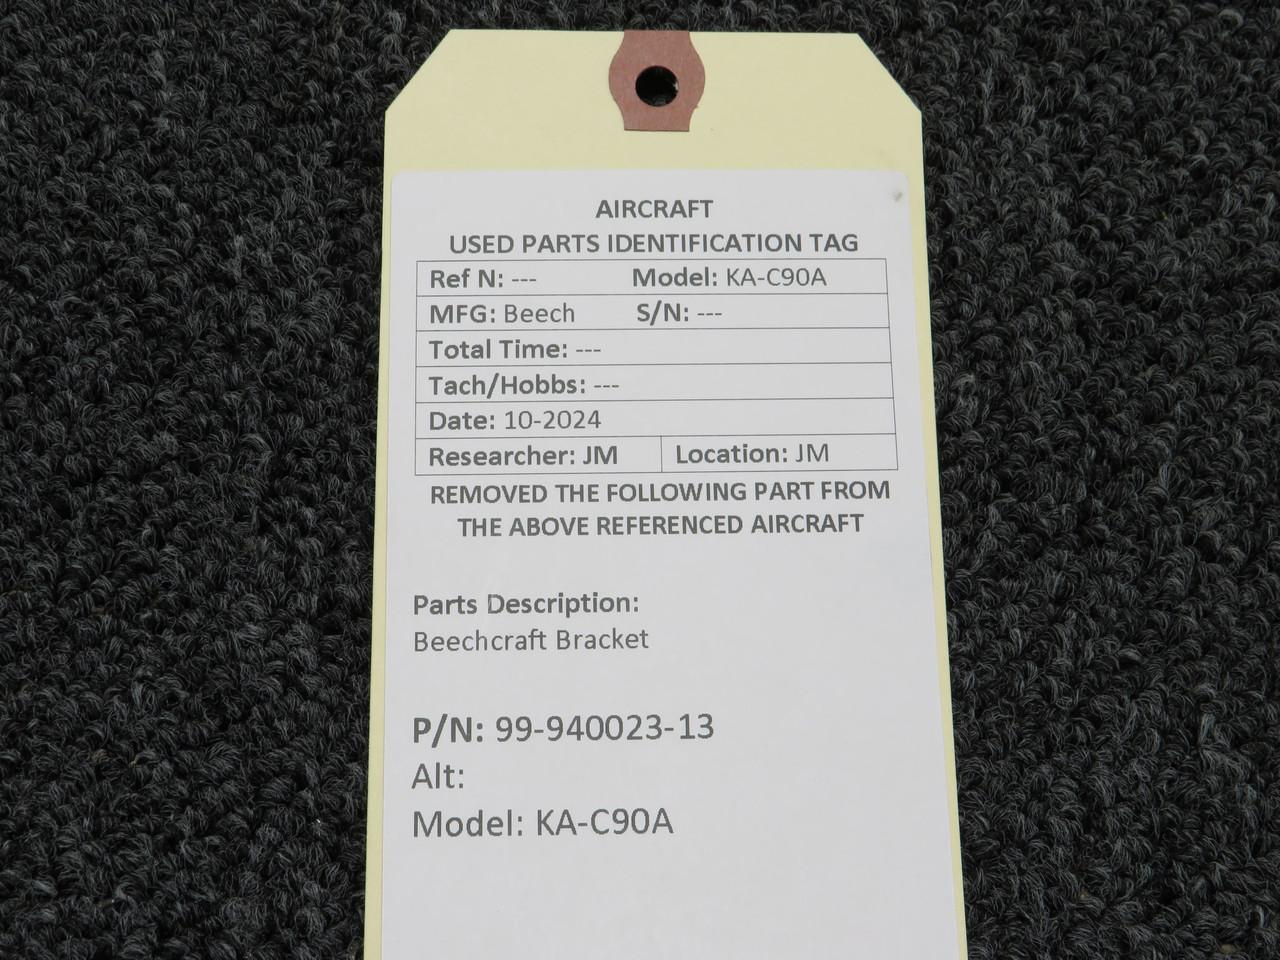 AIRCRAFT
USED PARTS IDENTIFICATION TAG
Ref N: --- Model: KA-C90A
MFG: Beech S/N: ---
Total Time: ---
Tach/Hobbs: ---
Date: 10-2024
Researcher: JM Location: JM
REMOVED THE FOLLOWING PART FROM
THE ABOVE REFERENCED AIRCRAFT
Parts Description:
Beechcraft Bracket
P/N: 99-940023-13
Alt:
Model: KA-C90A